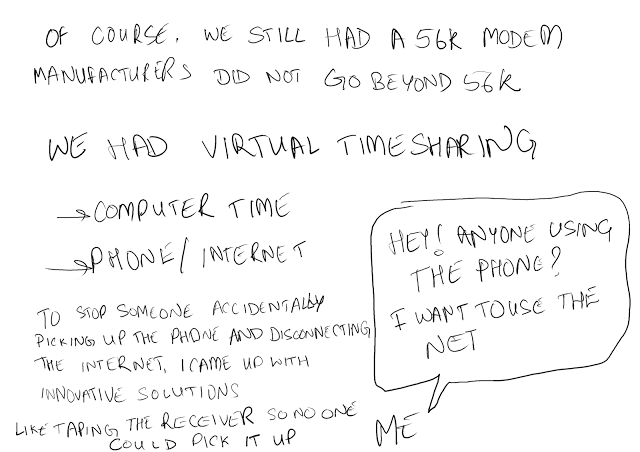 OF COURSE, WE STILL HAD A 56K MODEM
MANUFACTURERS DID NOT GO BEYOND 56K
WE HAD VIRTUAL TIMESHARING
→COMPUTER TIME
→PHONE/INTERNET
TO STOP SOMEONE ACCIDENTALLY
PICKING UP THE PHONE AND DISCONNECTING
THE INTERNET, I CAME UP WITH
INNOVATIVE SOLUTIONS
LIKE TAPING THE RECEIVER SO NO ONE
COULD PICK IT UP
HEY! ANYONE USING
THE PHONE?
I WANT TO USE THE
NET
ME